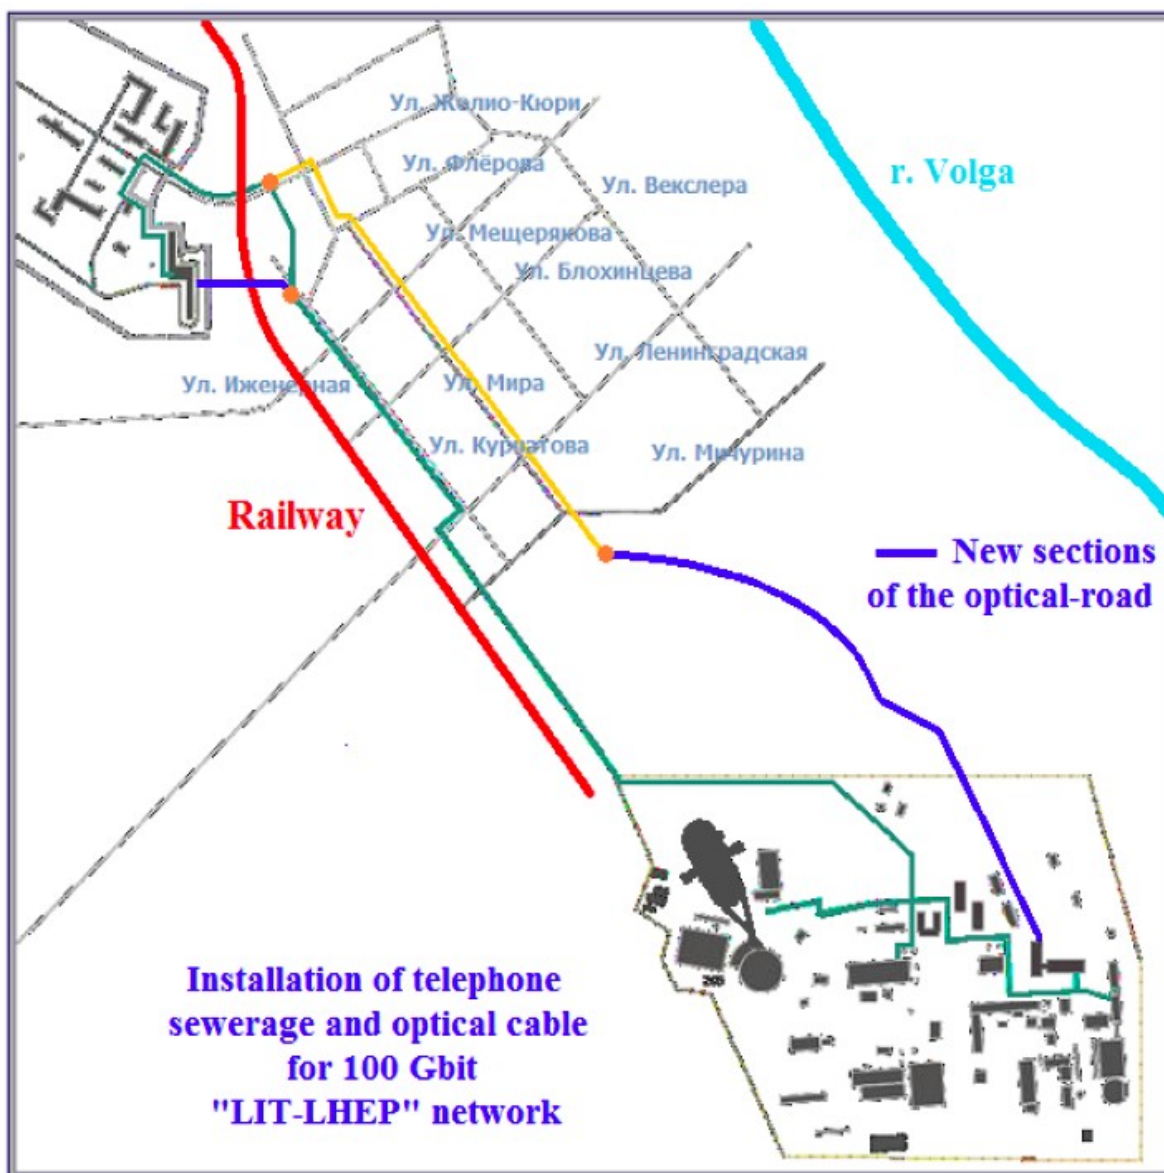 Ул. Жолио-Кюри
Ул. Флёрова
r. Volga
Ул. Векслера
Ул. Мещерякова
Ул. Блохинцева
Ул. Ленинградская
Ул. Иженерная
Ул. Мира
Ул. Курчатова
Ул. Мичурина
Railway
New sections
of the optical-road
Installation of telephone
sewerage and optical cable
for 100 Gbit
"LIT-LHEP" network